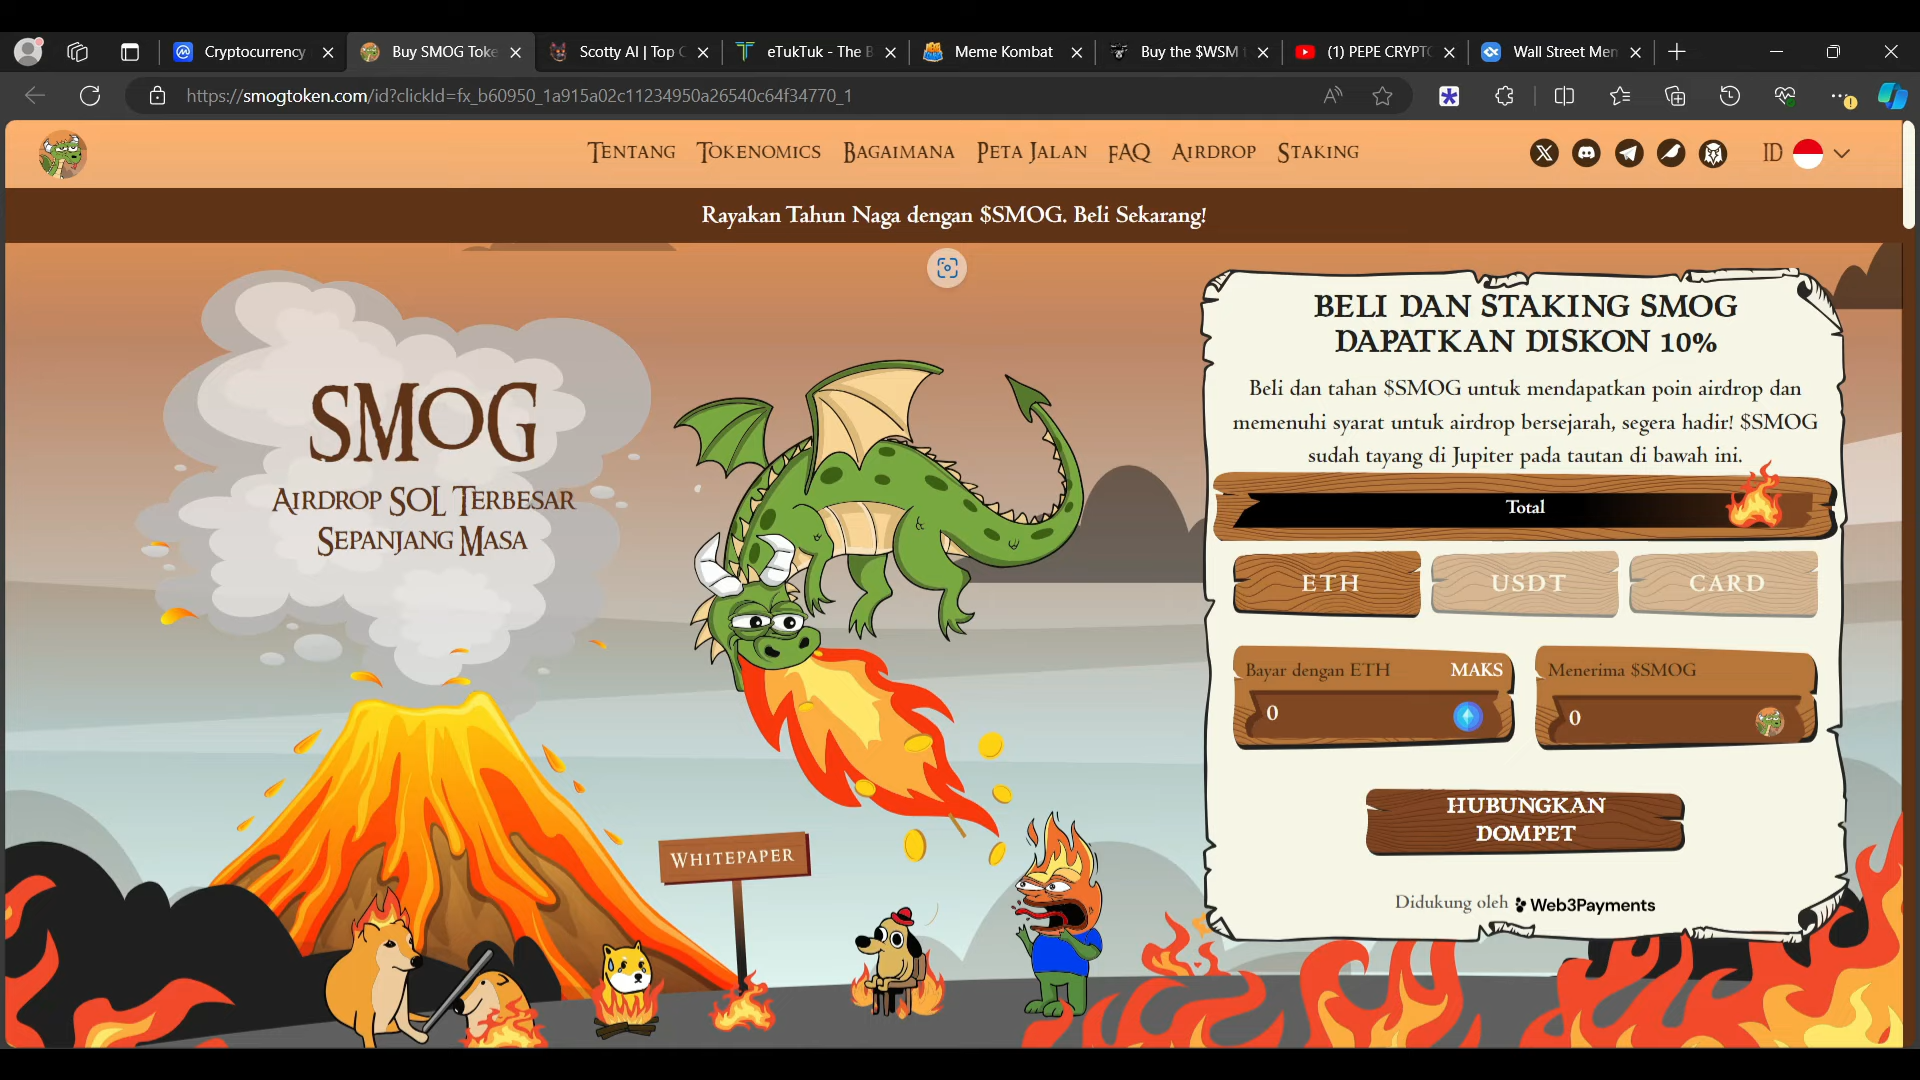 Cryptocurrency
Buy SMOG Toke
Scotty AI | Top C
eTukTuk - The B
Meme Kombat
Buy the $WSM t
(1) PEPE CRYPTO
Wall Street Mem
https://smogtoken.com/id?clickId=fx_b60950_1a915a02c11234950a26540c64f34770_1
TENTANG
TOKENOMICS
BAGAIMANA
PETA JALAN
FAQ
AIRDROP
STAKING
ID
Rayakan Tahun Naga dengan $SMOG. Beli Sekarang!
SMOG
AIRDROP SOL TERBESAR
SEPANJANG MASA
WHITEPAPER
BELI DAN STAKING SMOG
DAPATKAN DISKON 10%
Beli dan tahan $SMOG untuk mendapatkan poin airdrop dan
memenuhi syarat untuk airdrop bersejarah, segera hadir! $SMOG
sudah tayang di Jupiter pada tautan di bawah ini.
Total
ETH
USDT
CARD
Bayar dengan ETH
MAKS
Menerima $SMOG
0
0
HUBUNGKAN
DOMPET
Didukung oleh Web3Payments